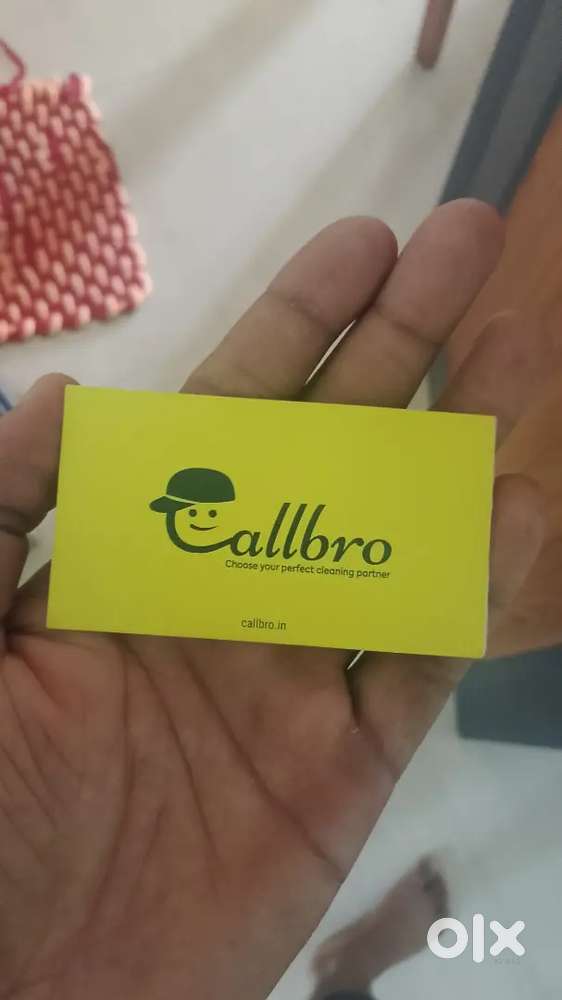 Callbro
Choose your perfect cleaning partner
callbro.in
olx